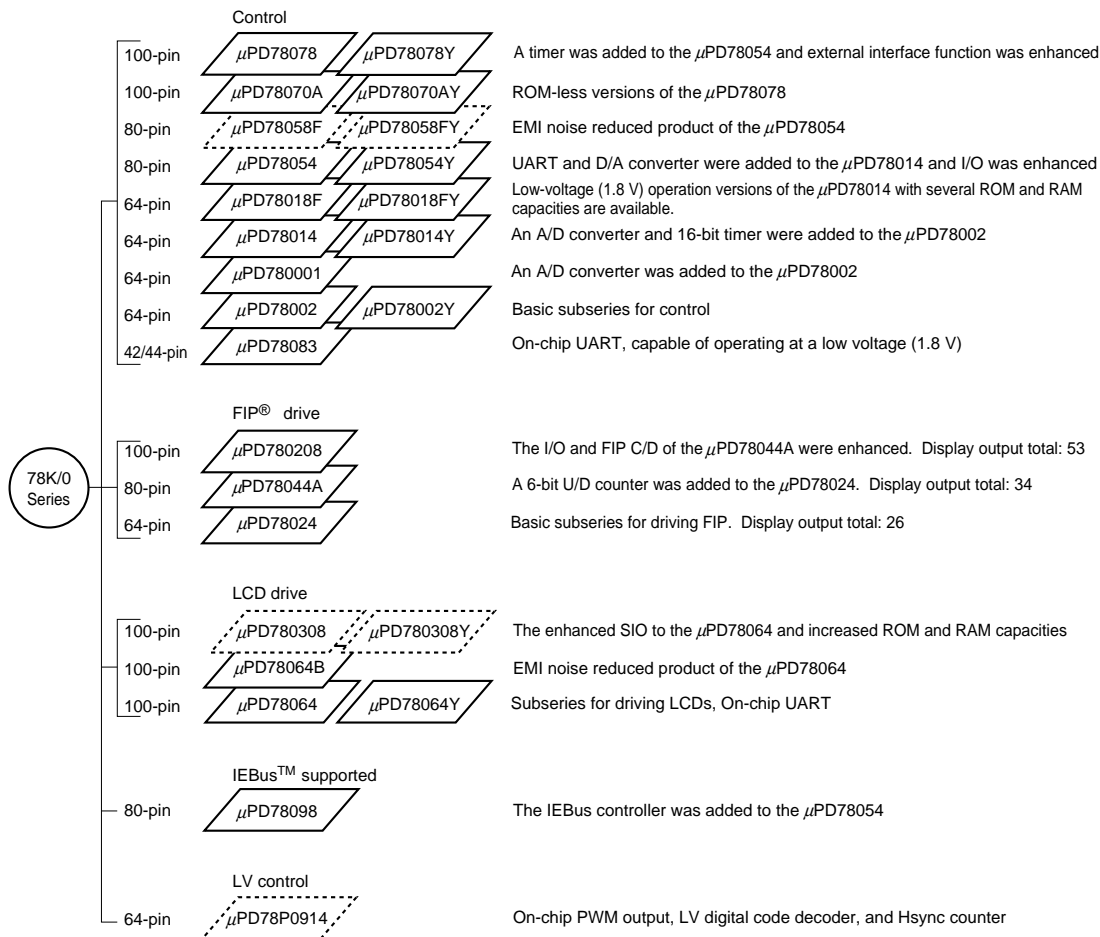 Control
100-pin μPD78078 μPD78078Y A timer was added to the μPD78054 and external interface function was enhanced
100-pin μPD78070A μPD78070AY ROM-less versions of the μPD78078
80-pin μPD78058F μPD78058FY EMI noise reduced product of the μPD78054
80-pin μPD78054 μPD78054Y UART and D/A converter were added to the μPD78014 and I/O was enhanced
64-pin μPD78018F μPD78018FY Low-voltage (1.8 V) operation versions of the μPD78014 with several ROM and RAM
capacities are available.
64-pin μPD78014 μPD78014Y An A/D converter and 16-bit timer were added to the μPD78002
64-pin μPD780001 An A/D converter was added to the μPD78002
64-pin μPD78002 μPD78002Y Basic subseries for control
42/44-pin μPD78083 On-chip UART, capable of operating at a low voltage (1.8 V)
FIP® drive
100-pin μPD780208 The I/O and FIP C/D of the μPD78044A were enhanced. Display output total: 53
78K/0
Series
80-pin μPD78044A A 6-bit U/D counter was added to the μPD78024. Display output total: 34
64-pin μPD78024 Basic subseries for driving FIP. Display output total: 26
LCD drive
100-pin μPD780308 μPD780308Y The enhanced SIO to the μPD78064 and increased ROM and RAM capacities
100-pin μPD78064B EMI noise reduced product of the μPD78064
100-pin μPD78064 μPD78064Y Subseries for driving LCDs, On-chip UART
IEBus™ supported
80-pin μPD78098 The IEBus controller was added to the μPD78054
LV control
64-pin μPD78P0914 On-chip PWM output, LV digital code decoder, and Hsync counter